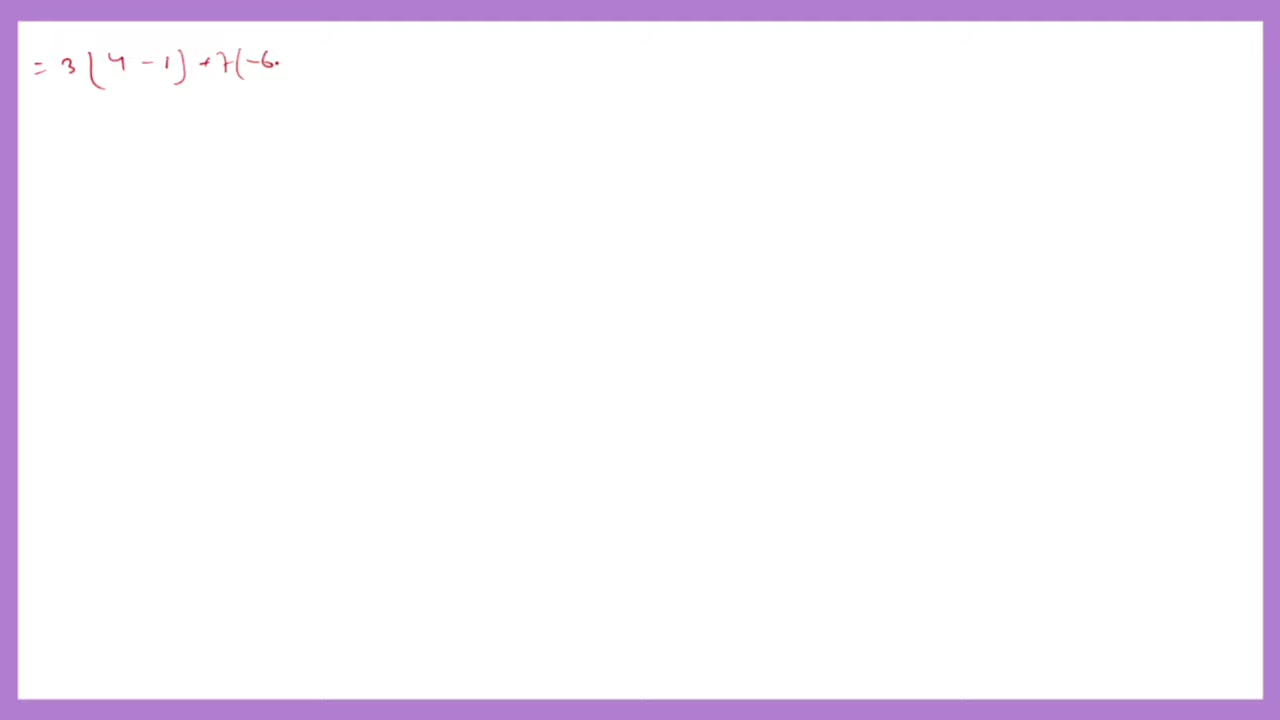 = 3(4 - 1) + 7(-6.